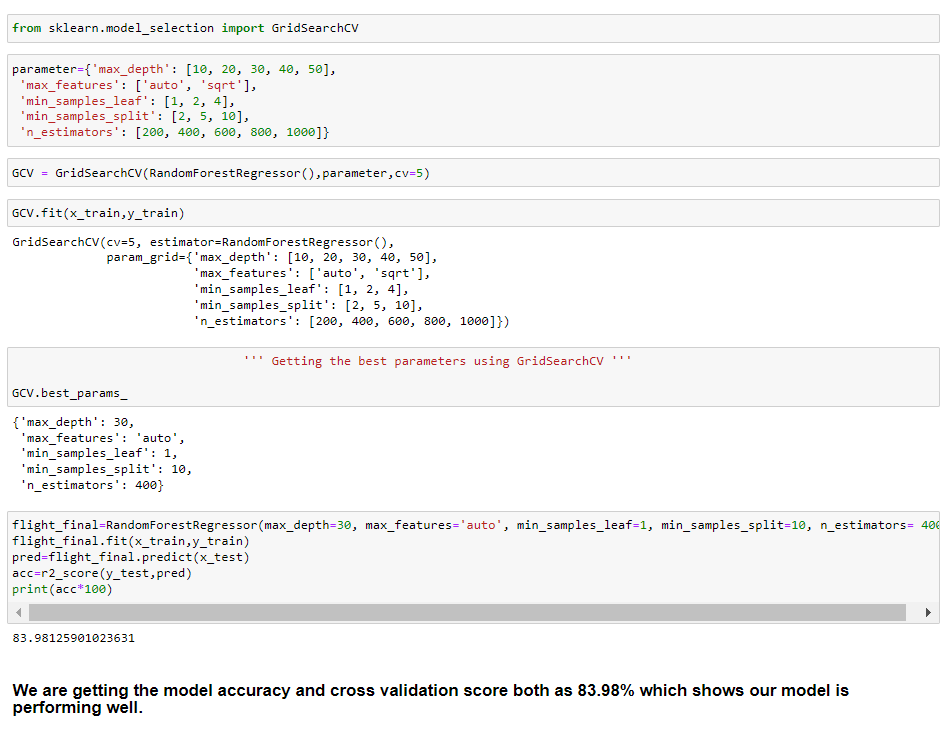 from sklearn.model_selection import GridSearchCV
parameter={'max_depth': [10, 20, 30, 40, 50],
 'max_features': ['auto', 'sqrt'],
 'min_samples_leaf': [1, 2, 4],
 'min_samples_split': [2, 5, 10],
 'n_estimators': [200, 400, 600, 800, 1000]}
GCV = GridSearchCV(RandomForestRegressor(),parameter,cv=5)
GCV.fit(x_train,y_train)
GridSearchCV(cv=5, estimator=RandomForestRegressor(),
             param_grid={'max_depth': [10, 20, 30, 40, 50],
                         'max_features': ['auto', 'sqrt'],
                         'min_samples_leaf': [1, 2, 4],
                         'min_samples_split': [2, 5, 10],
                         'n_estimators': [200, 400, 600, 800, 1000]})
''' Getting the best parameters using GridSearchCV '''
GCV.best_params_
{'max_depth': 30,
 'max_features': 'auto',
 'min_samples_leaf': 1,
 'min_samples_split': 10,
 'n_estimators': 400}
flight_final=RandomForestRegressor(max_depth=30, max_features='auto', min_samples_leaf=1, min_samples_split=10, n_estimators= 400
flight_final.fit(x_train,y_train)
pred=flight_final.predict(x_test)
acc=r2_score(y_test,pred)
print(acc*100)
83.98125901023631
We are getting the model accuracy and cross validation score both as 83.98% which shows our model is
performing well.